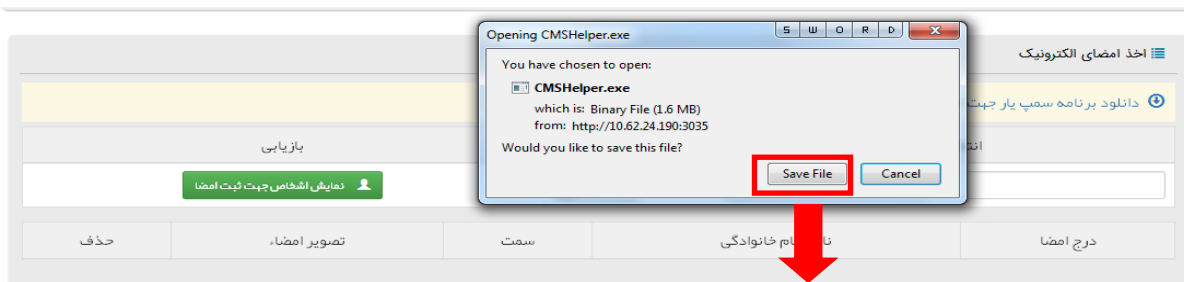 Opening CMSHelper.exe
S W O R D
You have chosen to open:
CMSHelper.exe
which is: Binary File (1.6 MB)
from: http://10.62.24.190:3035
Would you like to save this file?
Save File
Cancel
اخذ امضای الکترونیک
دانلود برنامه سمپ یار جهت
بازیابی
نمایش اشخاص جهت ثبت امضا
درج امضا
نام خانوادگی
سمت
تصویر امضاء
حذف